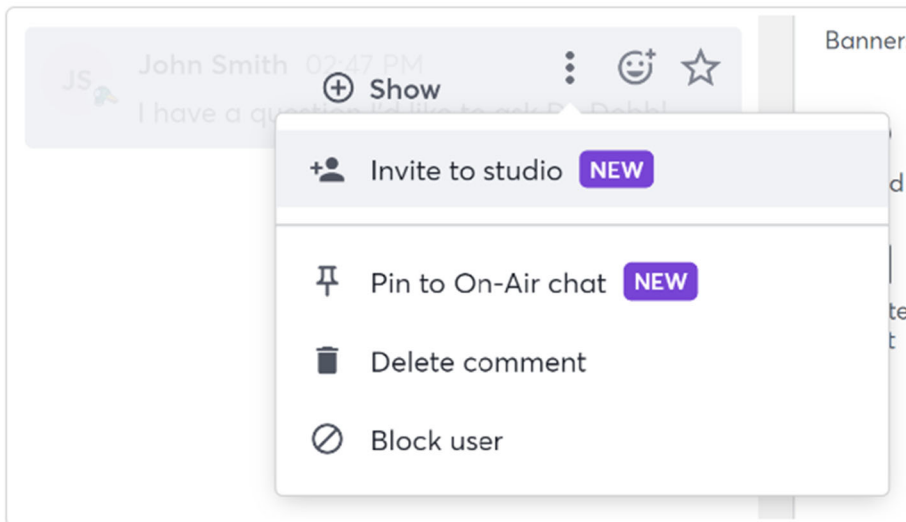 Banner
JS John Smith 02:47 PM
Show
I have a question I'd like to ask
Invite to studio NEW
d
Pin to On-Air chat NEW
te
Delete comment
t
Block user